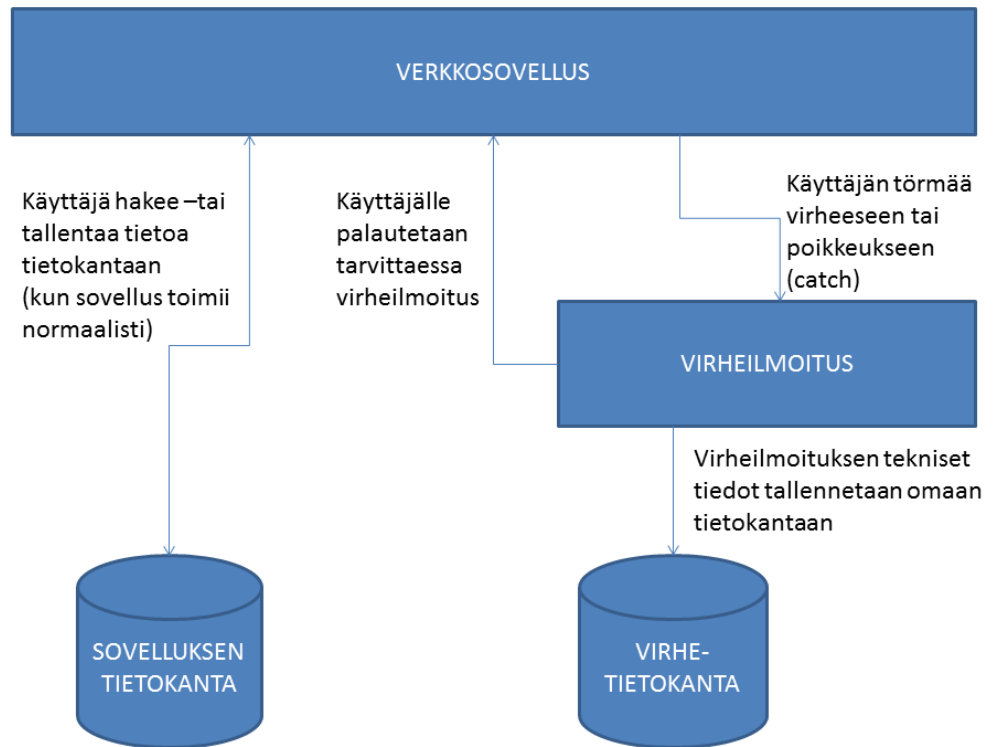 VERKKOSOVELLUS
Käyttäjä hakee –tai
tallentaa tietoa
tietokantaan
(kun sovellus toimii
normaalisti)
Käyttäjälle
palautetaan
tarvittaessa
virheilmoitus
Käyttäjän törmää
virheeseen tai
poikkeukseen
(catch)
VIRHEILMOITUS
Virheilmoituksen tekniset
tiedot tallennetaan omaan
tietokantaan
SOVELLUKSEN
TIETOKANTA
VIRHE-
TIETOKANTA